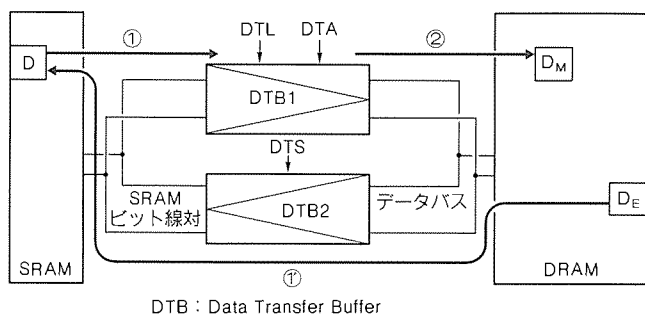 ①
DTL
DTA
②
D
D_M
DTB1
DTS
SRAM
ビット線対
データバス
DTB2
D_E
SRAM
①'
DRAM
DTB : Data Transfer Buffer